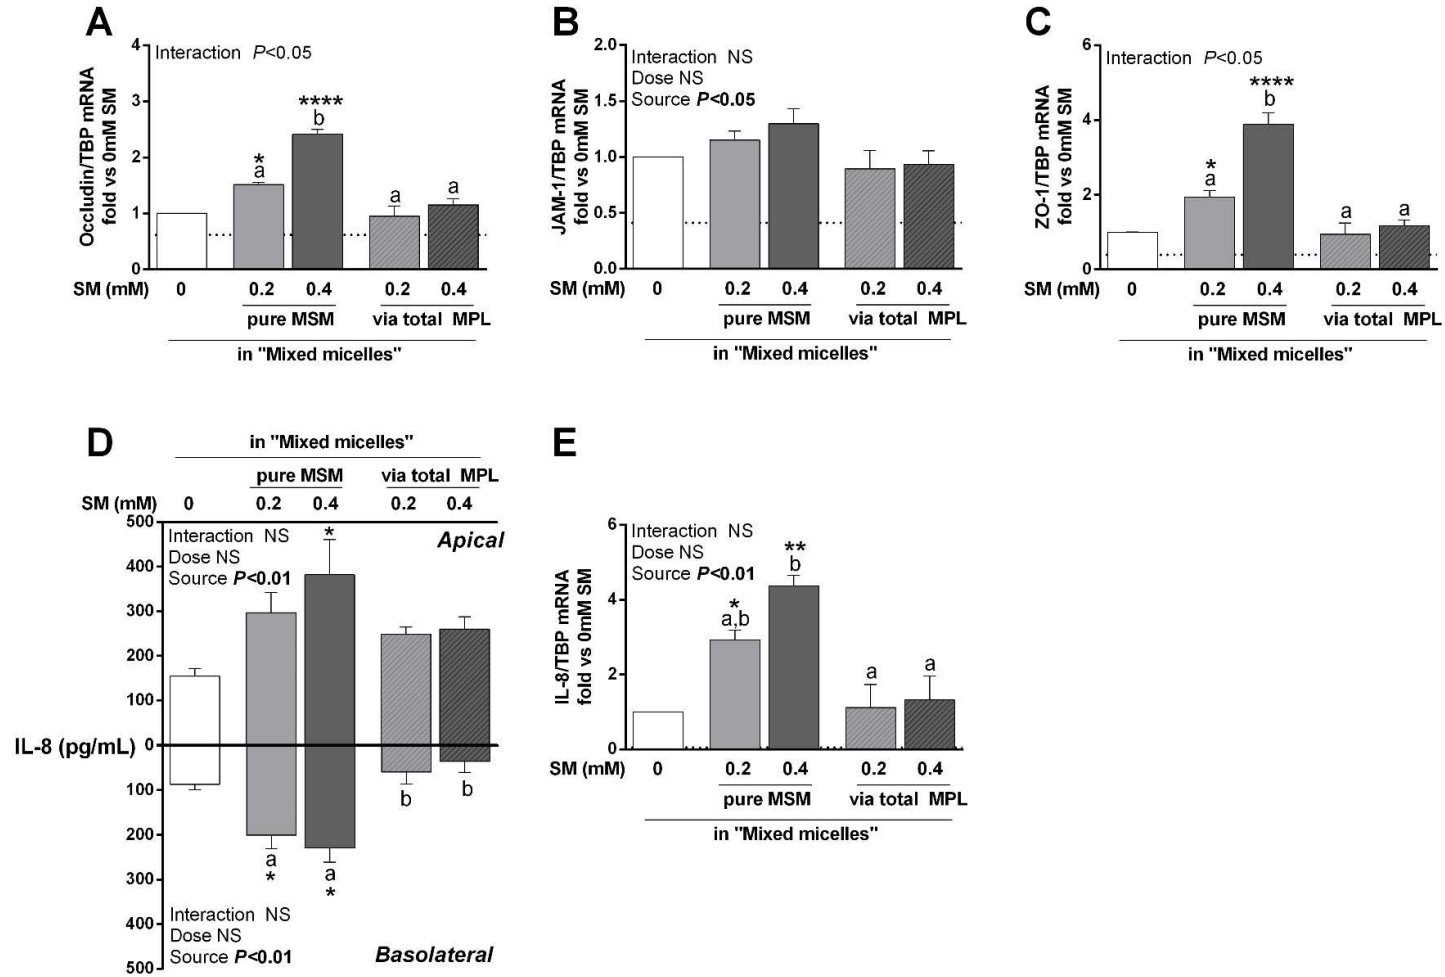 A
Occludin/TBP mRNA
fold vs 0mM SM
4
3
2
1
0
Interaction P<0.05
*
a
****
b
a
a
SM (mM) 0 0.2 0.4 0.2 0.4
pure MSM via total MPL
in "Mixed micelles"
B
JAM-1/TBP mRNA
fold vs 0mM SM
2.0
1.5
1.0
0.5
0.0
Interaction NS
Dose NS
Source P<0.05
SM (mM) 0 0.2 0.4 0.2 0.4
pure MSM via total MPL
in "Mixed micelles"
C
ZO-1/TBP mRNA
fold vs 0mM SM
6
4
2
0
Interaction P<0.05
*
a
****
b
a
a
SM (mM) 0 0.2 0.4 0.2 0.4
pure MSM via total MPL
in "Mixed micelles"
D
in "Mixed micelles"
pure MSM via total MPL
SM (mM) 0 0.2 0.4 0.2 0.4
500
400
300
200
100
0
100
200
300
400
500
IL-8 (pg/mL)
Interaction NS
Dose NS
Source P<0.01
Apical
*
a
*
a
*
b
b
Interaction NS
Dose NS
Source P<0.01
Basolateral
E
IL-8/TBP mRNA
fold vs 0mM SM
6
4
2
0
Interaction NS
Dose NS
Source P<0.01
*
a,b
**
b
a
a
SM (mM) 0 0.2 0.4 0.2 0.4
pure MSM via total MPL
in "Mixed micelles"